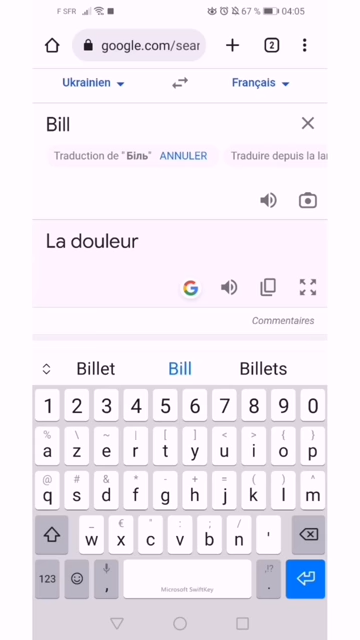 F SFR 67 % 04:05
google.com/sear 2
Ukrainien Français
Bill
Traduction de "Біль" ANNULER Traduire depuis la lan
La douleur
Commentaires
Billet Bill Billets
1 2 3 4 5 6 7 8 9 0
% \ ~ | [ ] < > { }
a z e r t y u i o p
@ # & * - + = ( ) ^
q s d f g h j k l m
_ € " : ; /
w x c v b n '
,!?
123 , Microsoft SwiftKey .